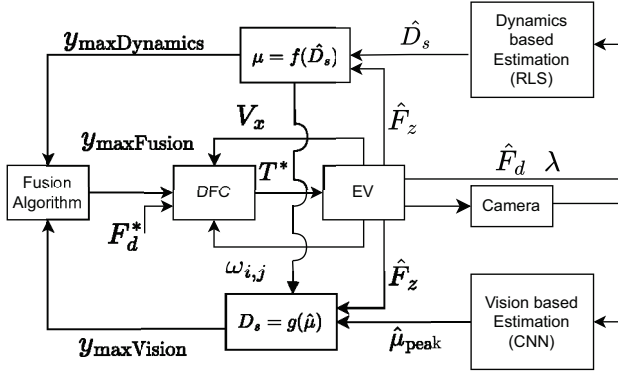 y_maxDynamics
μ = f(D̂_s)
D̂_s
Dynamics
based
Estimation
(RLS)
V_x
F̂_z
y_maxFusion
T*
F̂_d λ
Fusion
Algorithm
DFC
EV
Camera
F_d*
ω_{i,j}
F̂_z
D_s = g(μ̂)
y_maxVision
μ̂_peak
Vision based
Estimation
(CNN)